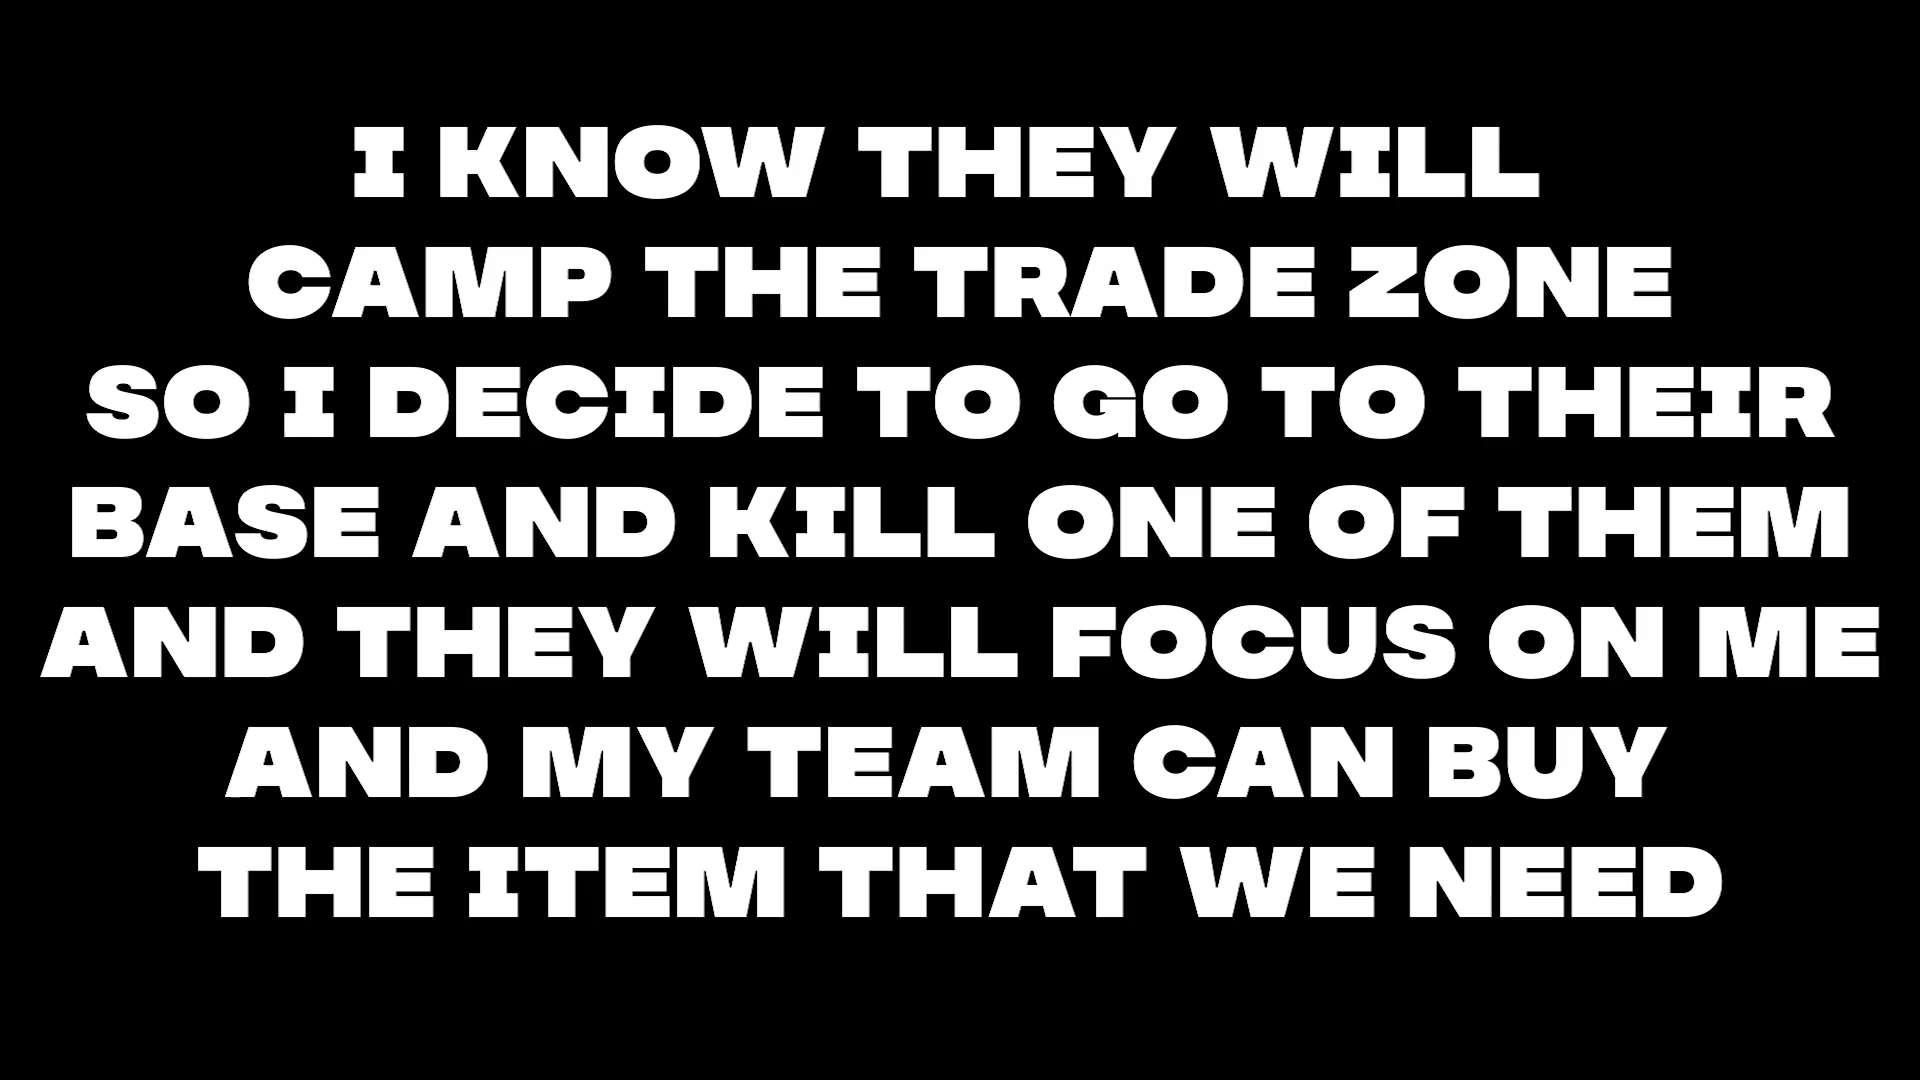 I KNOW THEY WILL
CAMP THE TRADE ZONE
SO I DECIDE TO GO TO THEIR
BASE AND KILL ONE OF THEM
AND THEY WILL FOCUS ON ME
AND MY TEAM CAN BUY
THE ITEM THAT WE NEED